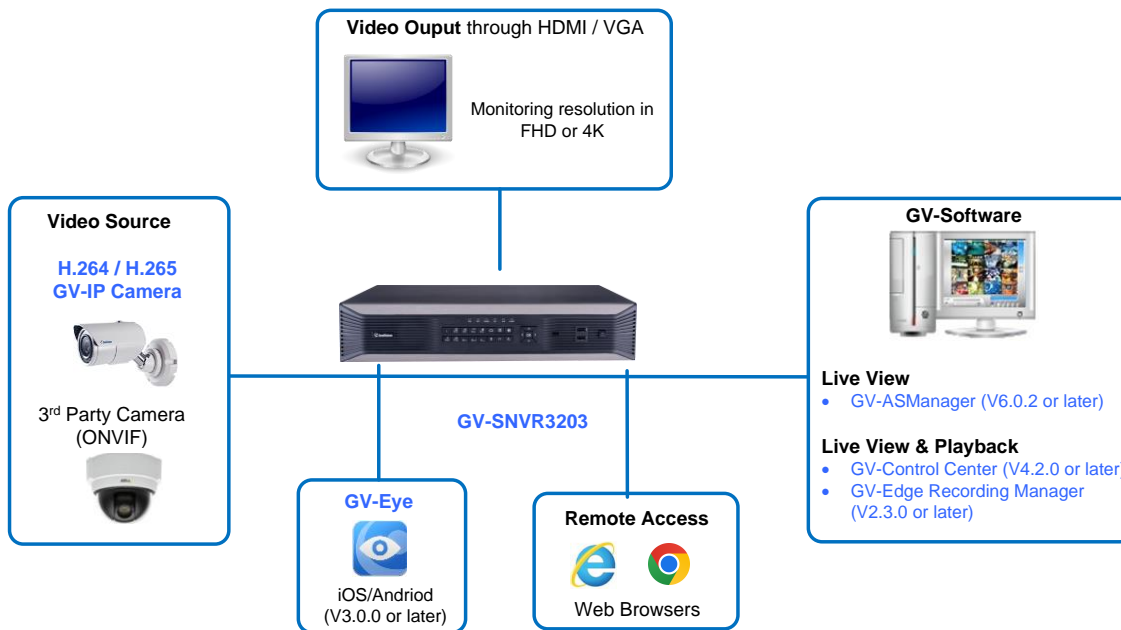 Video Ouput through HDMI / VGA
Monitoring resolution in
FHD or 4K
Video Source
H.264 / H.265
GV-IP Camera
3rd Party Camera
(ONVIF)
GV-SNVR3203
GV-Eye
iOS/Andriod
(V3.0.0 or later)
Remote Access
Web Browsers
GV-Software
Live View
• GV-ASManager (V6.0.2 or later)
Live View & Playback
• GV-Control Center (V4.2.0 or later)
• GV-Edge Recording Manager
(V2.3.0 or later)